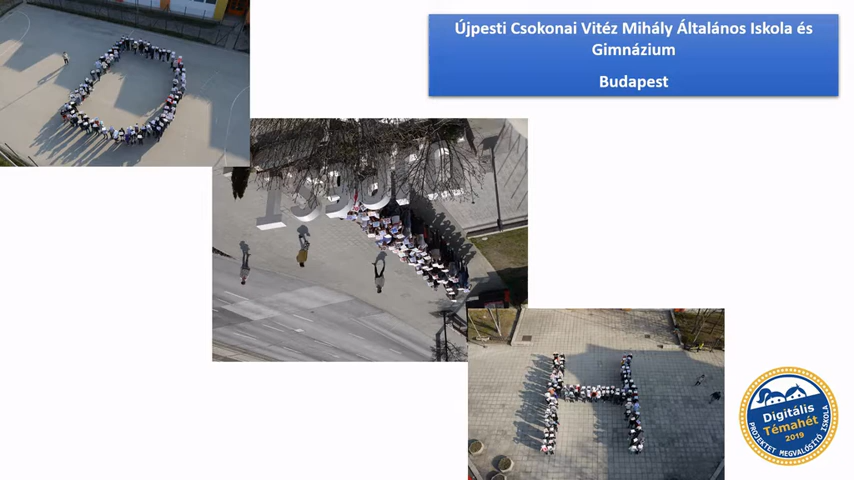 Újpesti Csokonai Vitéz Mihály Általános Iskola és
Gimnázium
Budapest
Digitális
Témahét
2019
PROJEKTET MEGVALÓSÍTÓ ISKOLA